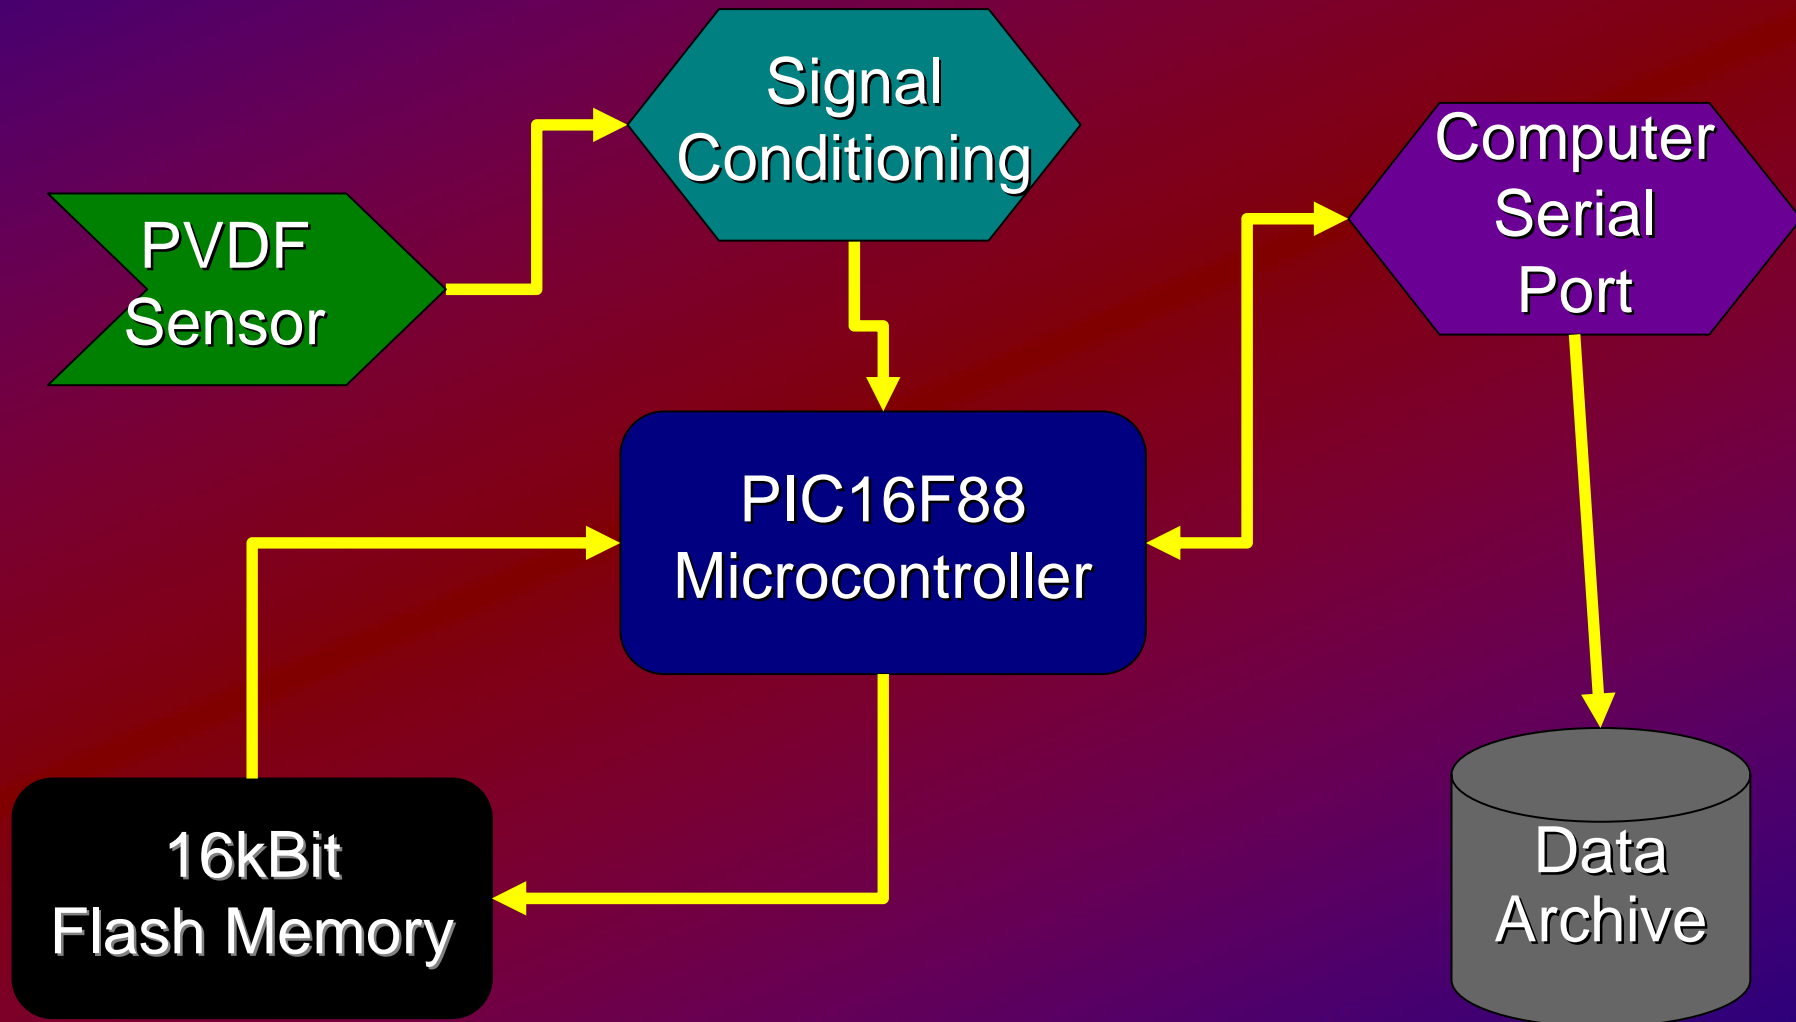 Signal
Conditioning
Computer
Serial
Port
PVDF
Sensor
PIC16F88
Microcontroller
16kBit
Flash Memory
Data
Archive